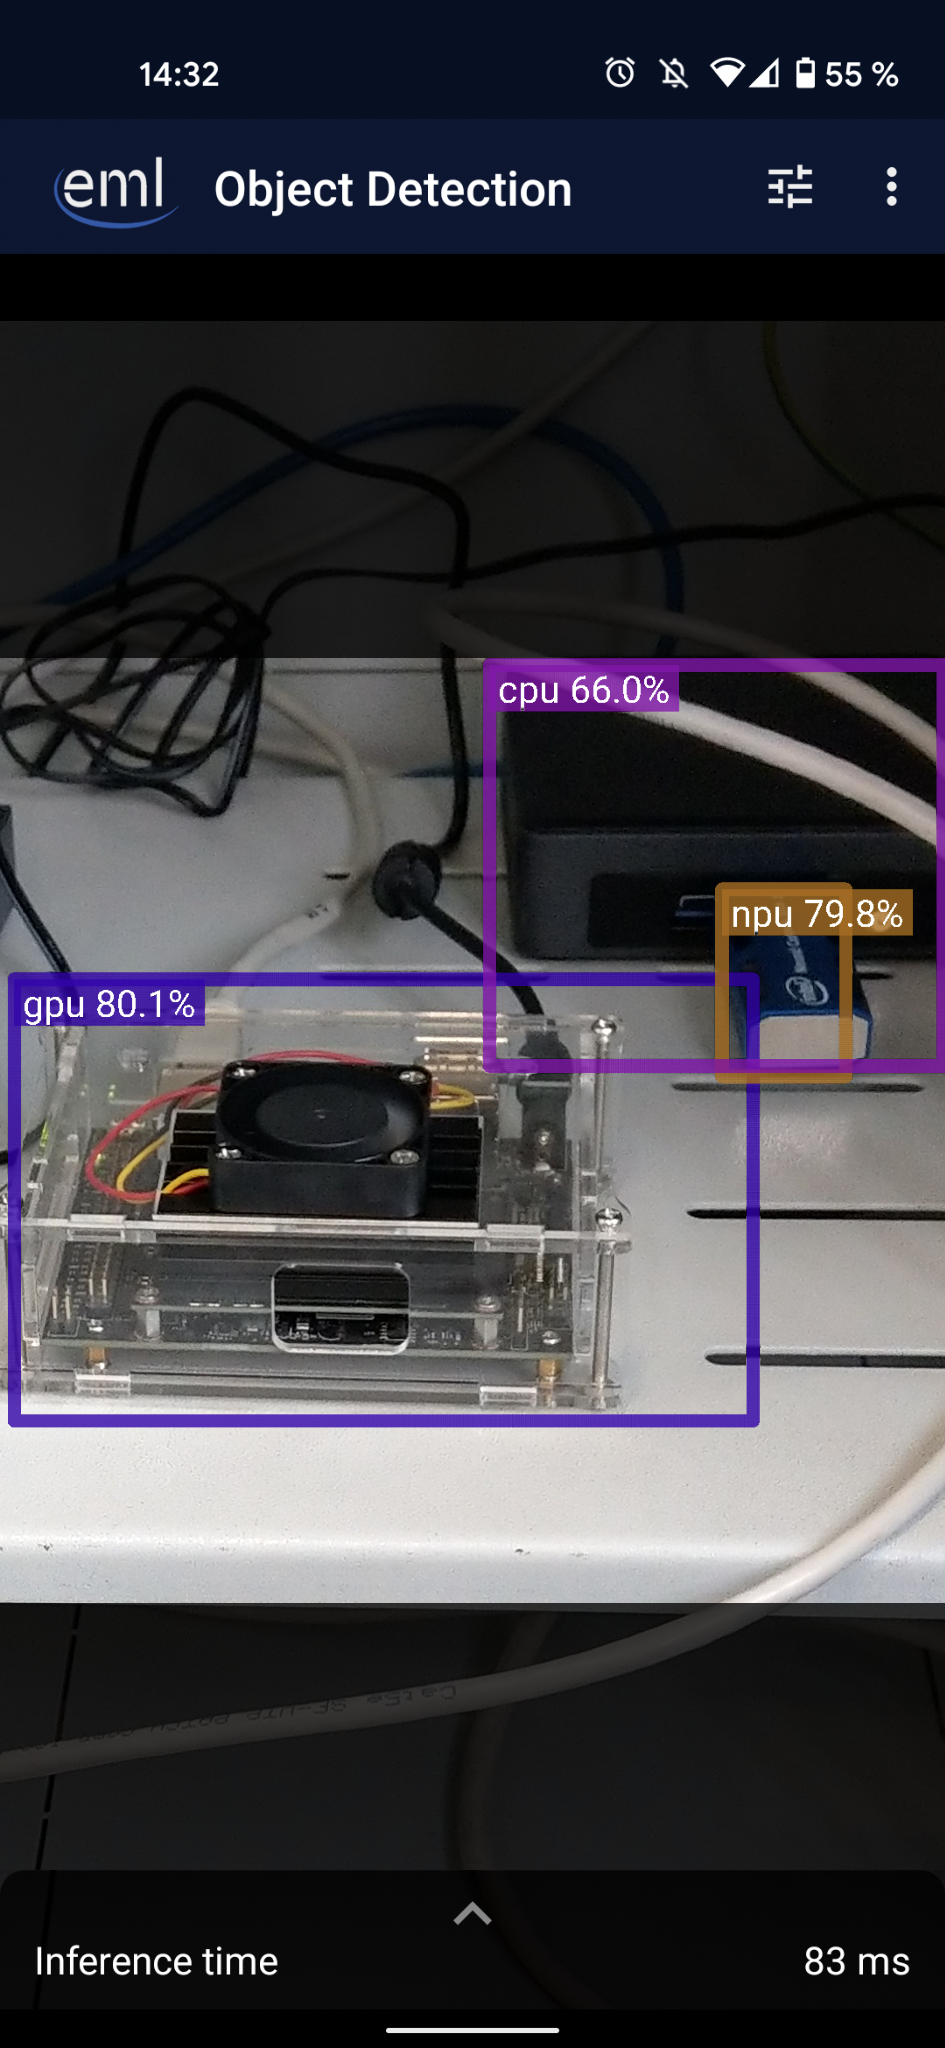 14:32
55 %
eml Object Detection
cpu 66.0%
npu 79.8%
gpu 80.1%
intel
Inference time
83 ms